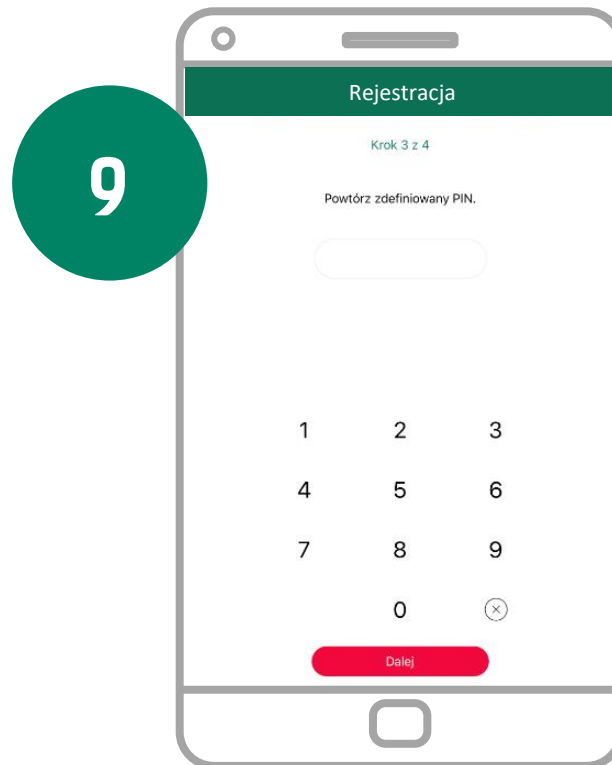 9
Rejestracja
Krok 3 z 4
Powtórz zdefiniowany PIN.
1 2 3
4 5 6
7 8 9
0
Dalej